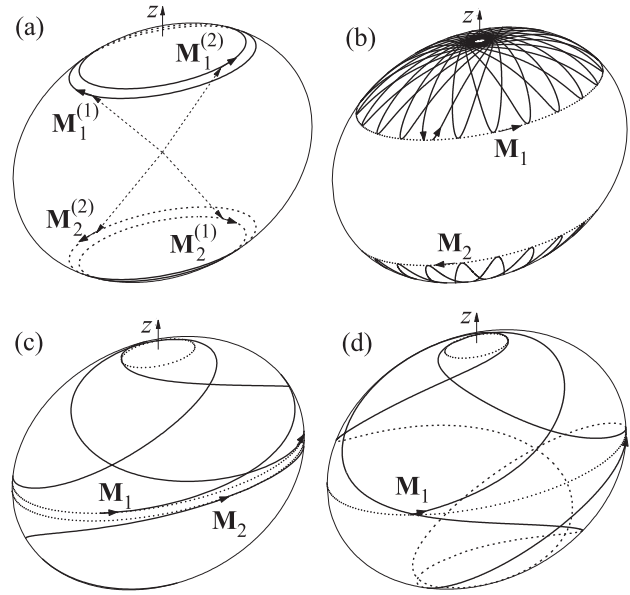 (a) z (b) z
M₁⁽²⁾
M₁⁽¹⁾
M₁
M₂⁽²⁾ M₂⁽¹⁾ M₂
(c) z (d) z
M₁ M₁
M₂